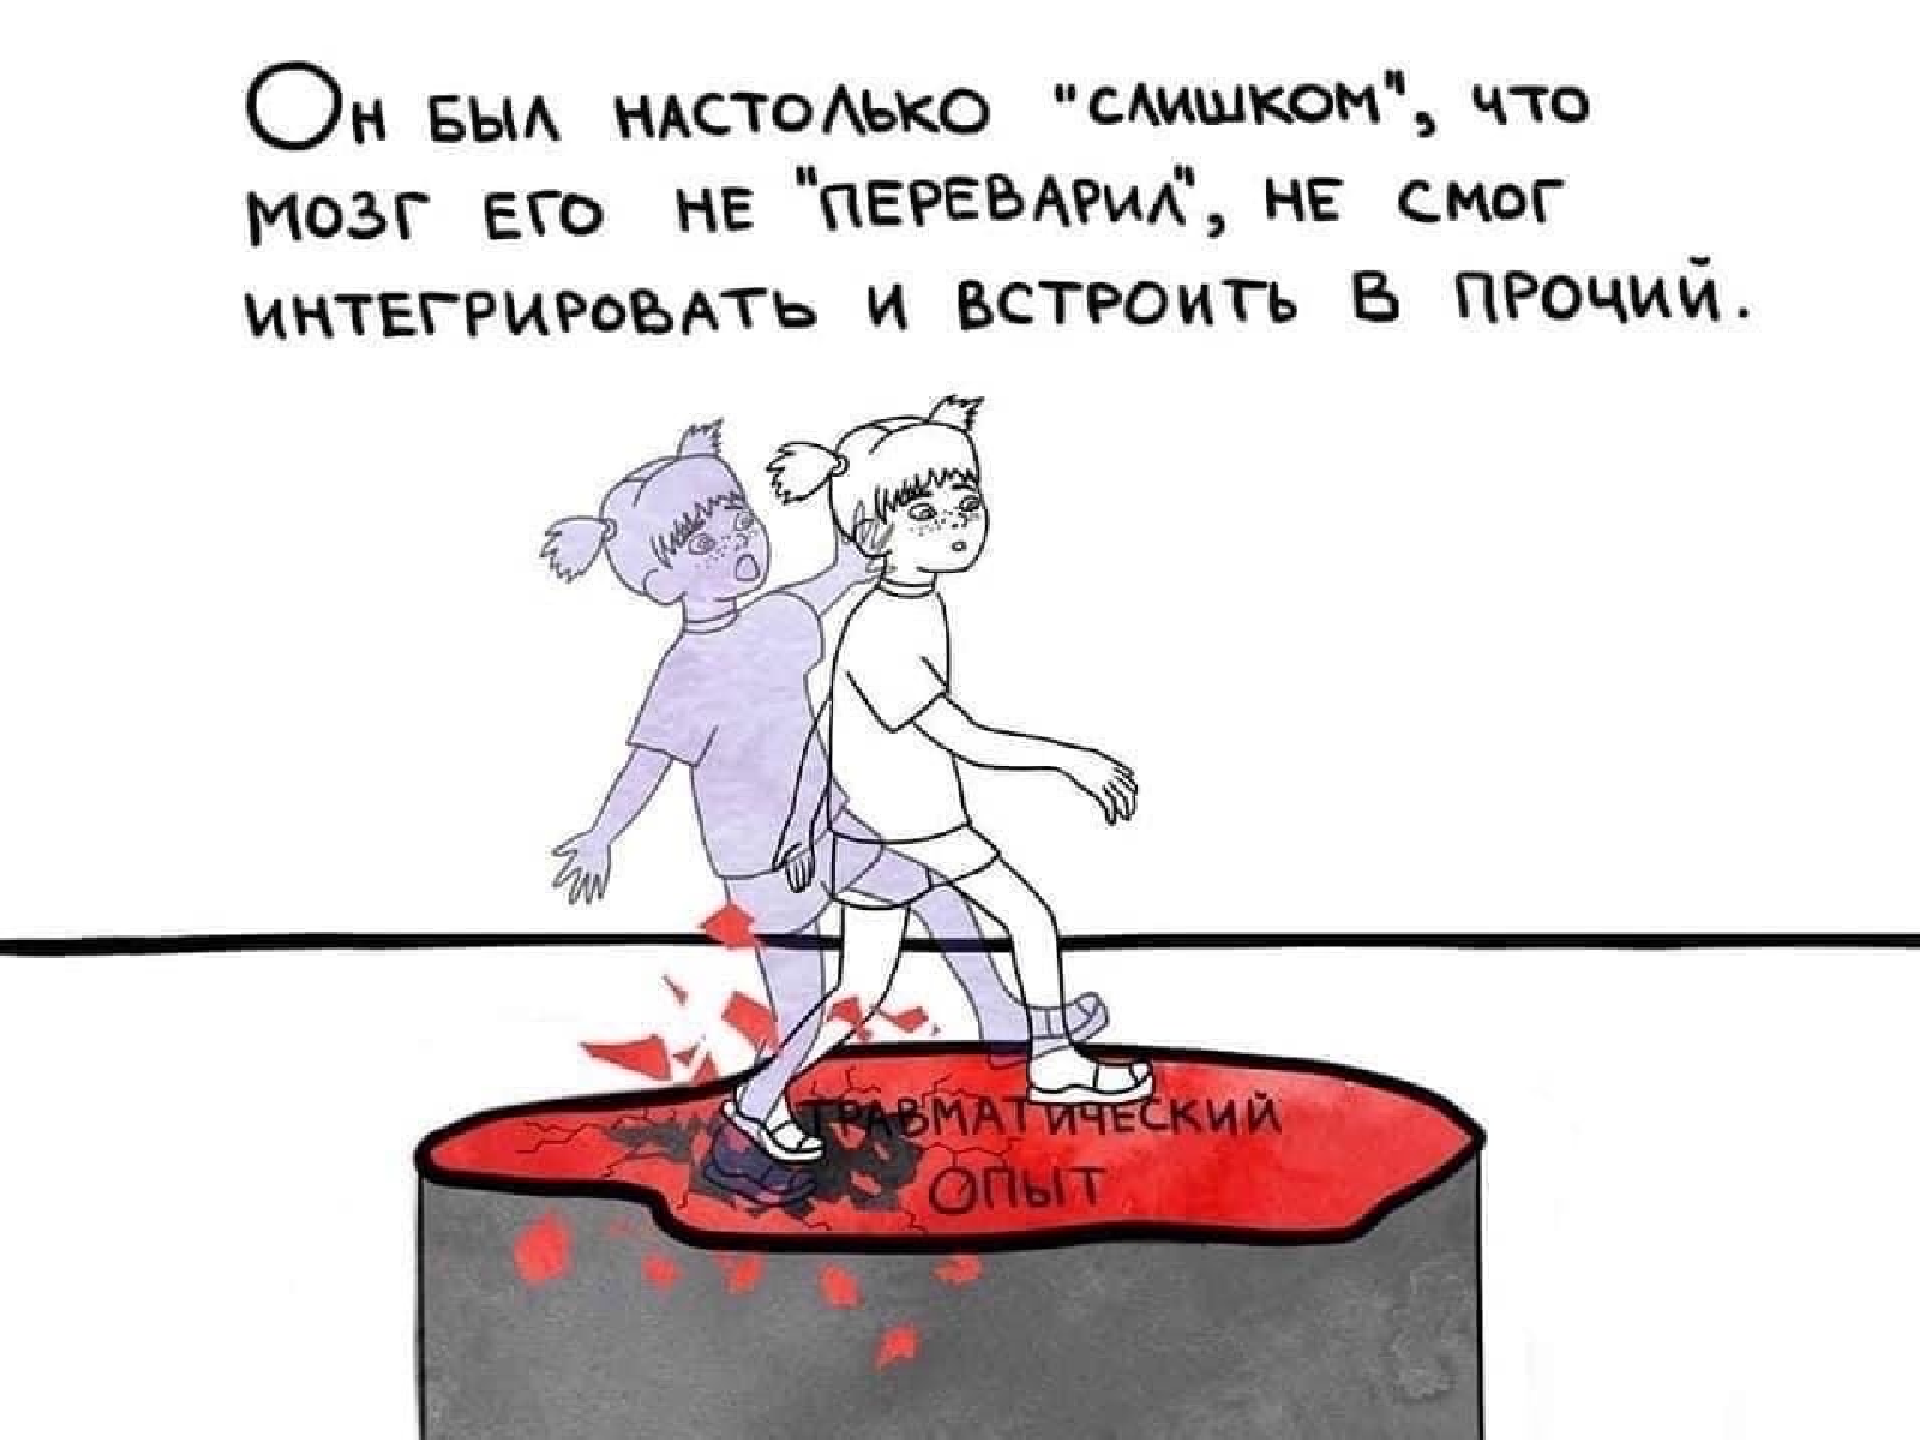 Он был настолько "слишком", что
мозг его не "переварил", не смог
интегрировать и встроить в прочий.
травматический
опыт